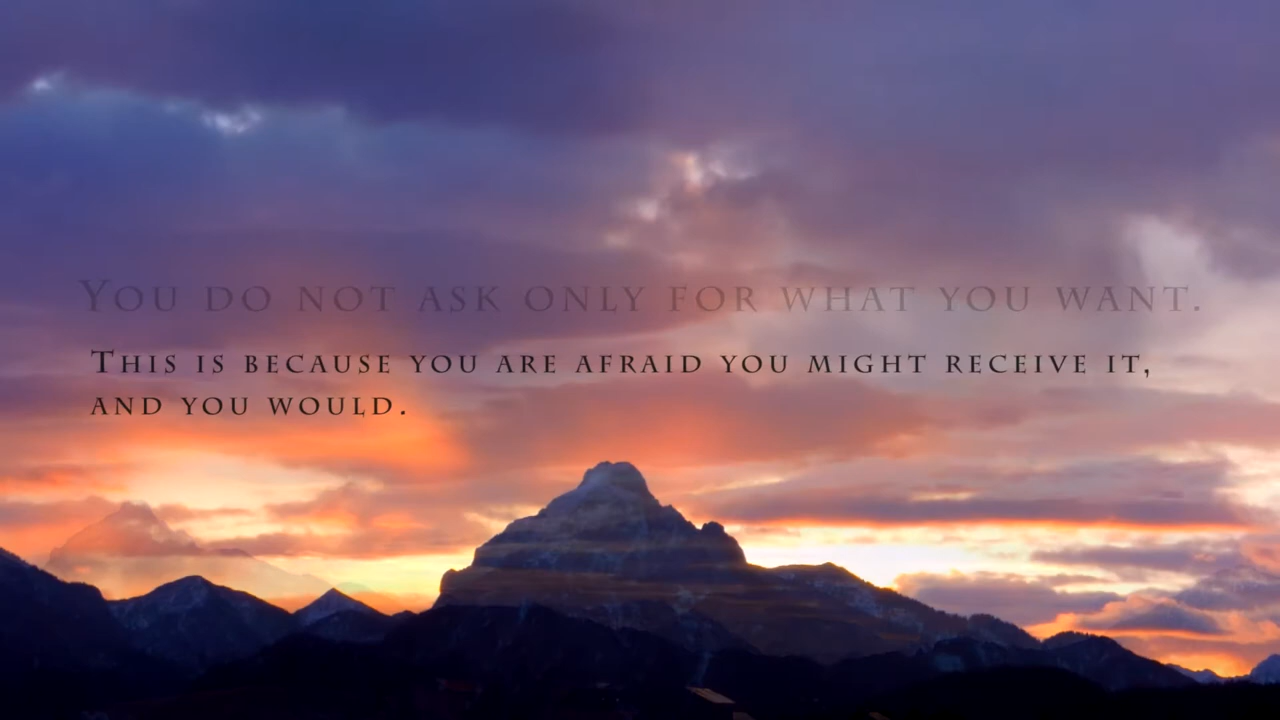 You do not ask only for what you want.
This is because you are afraid you might receive it,
and you would.